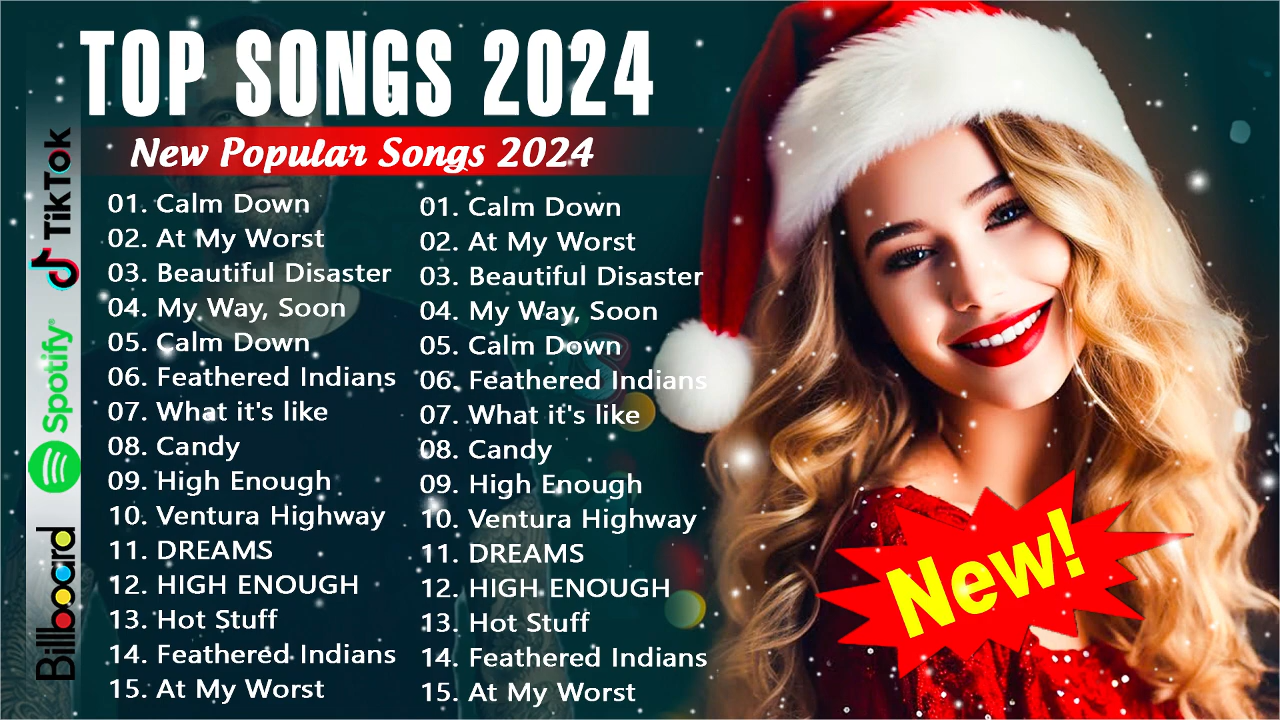 TOP SONGS 2024
New Popular Songs 2024
01. Calm Down
02. At My Worst
03. Beautiful Disaster
04. My Way, Soon
05. Calm Down
06. Feathered Indians
07. What it's like
08. Candy
09. High Enough
10. Ventura Highway
11. DREAMS
12. HIGH ENOUGH
13. Hot Stuff
14. Feathered Indians
15. At My Worst
01. Calm Down
02. At My Worst
03. Beautiful Disaster
04. My Way, Soon
05. Calm Down
06. Feathered Indians
07. What it's like
08. Candy
09. High Enough
10. Ventura Highway
11. DREAMS
12. HIGH ENOUGH
13. Hot Stuff
14. Feathered Indians
15. At My Worst
TikTok
Spotify®
Billboard
New!